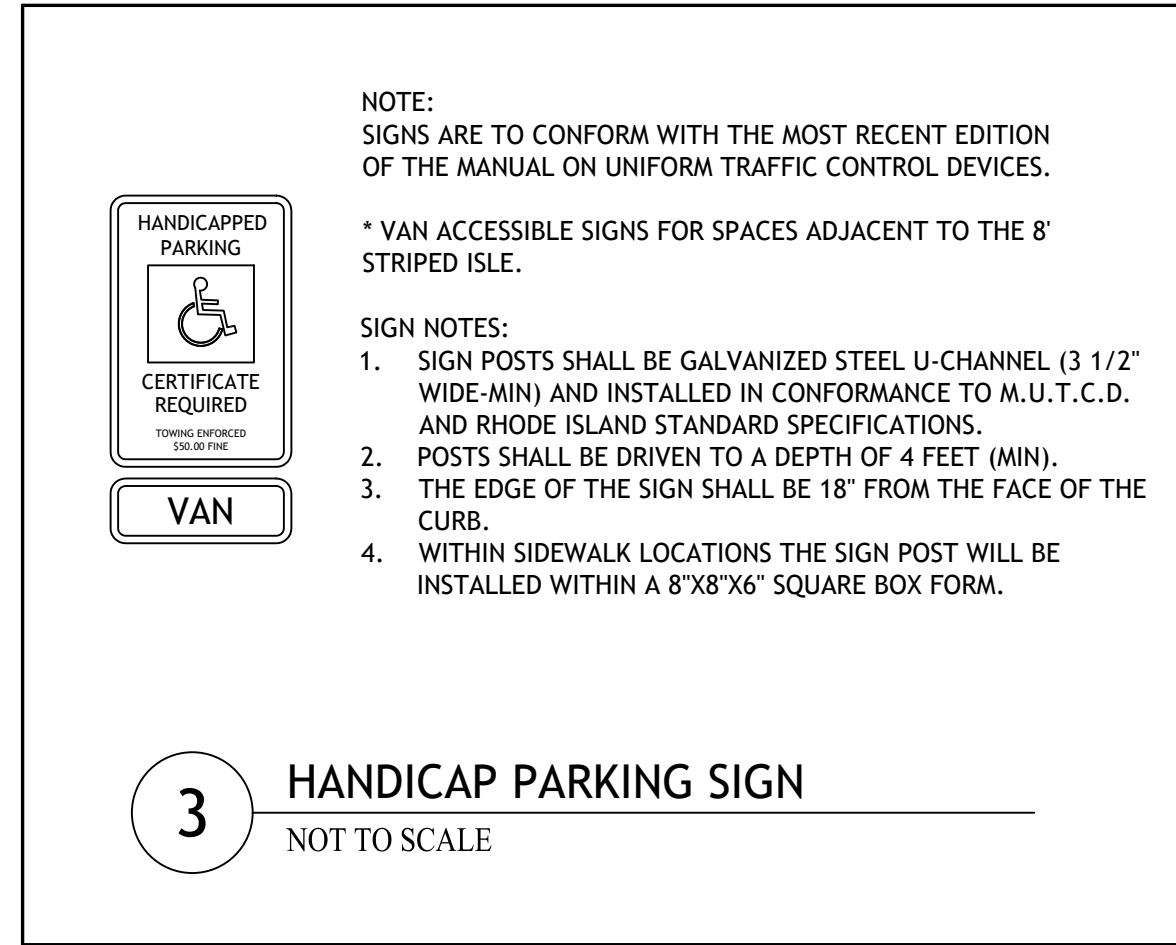 HANDICAPPED
PARKING
CERTIFICATE
REQUIRED
TOWING ENFORCED
$50.00 FINE
VAN
NOTE:
SIGNS ARE TO CONFORM WITH THE MOST RECENT EDITION
OF THE MANUAL ON UNIFORM TRAFFIC CONTROL DEVICES.
* VAN ACCESSIBLE SIGNS FOR SPACES ADJACENT TO THE 8'
STRIPED ISLE.
SIGN NOTES:
1. SIGN POSTS SHALL BE GALVANIZED STEEL U-CHANNEL (3 1/2"
WIDE-MIN) AND INSTALLED IN CONFORMANCE TO M.U.T.C.D.
AND RHODE ISLAND STANDARD SPECIFICATIONS.
2. POSTS SHALL BE DRIVEN TO A DEPTH OF 4 FEET (MIN).
3. THE EDGE OF THE SIGN SHALL BE 18" FROM THE FACE OF THE
CURB.
4. WITHIN SIDEWALK LOCATIONS THE SIGN POST WILL BE
INSTALLED WITHIN A 8"X8"X6" SQUARE BOX FORM.
3
HANDICAP PARKING SIGN
NOT TO SCALE